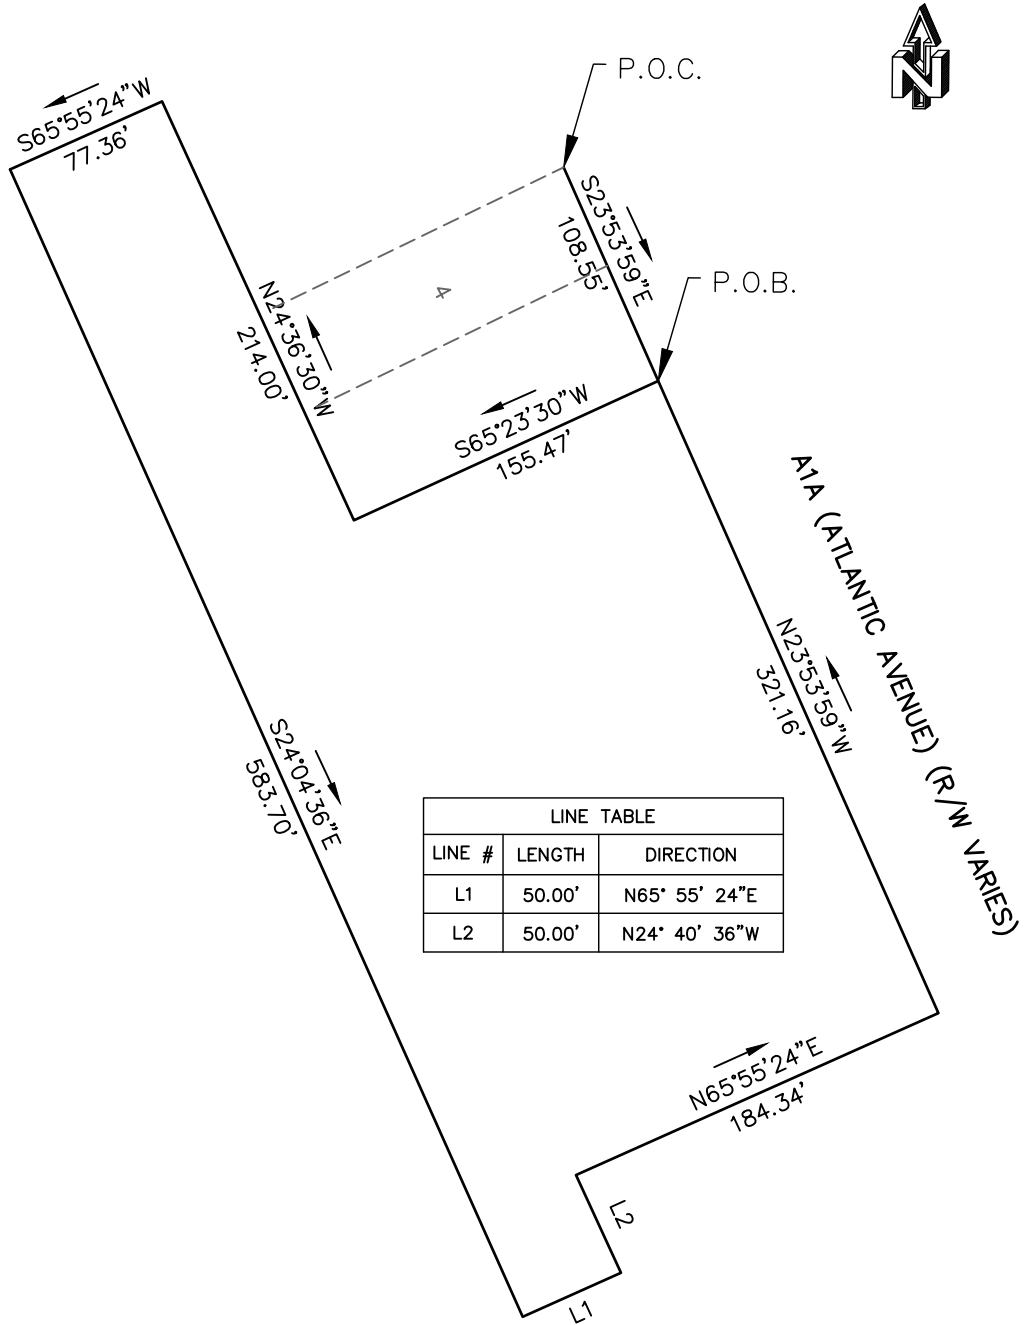 N
P.O.C.
S65°55'24"W
77.36'
S23°53'59"E
108.55'
P.O.B.
4
N24°36'30"W
214.00'
S65°23'30"W
155.47'
A1A (ATLANTIC AVENUE) (R/W VARIES)
N23°53'59"W
321.16'
S24°04'36"E
583.70'
LINE TABLE
LINE # LENGTH DIRECTION
L1 50.00' N65° 55' 24"E
L2 50.00' N24° 40' 36"W
N65°55'24"E
184.34'
L2
L1